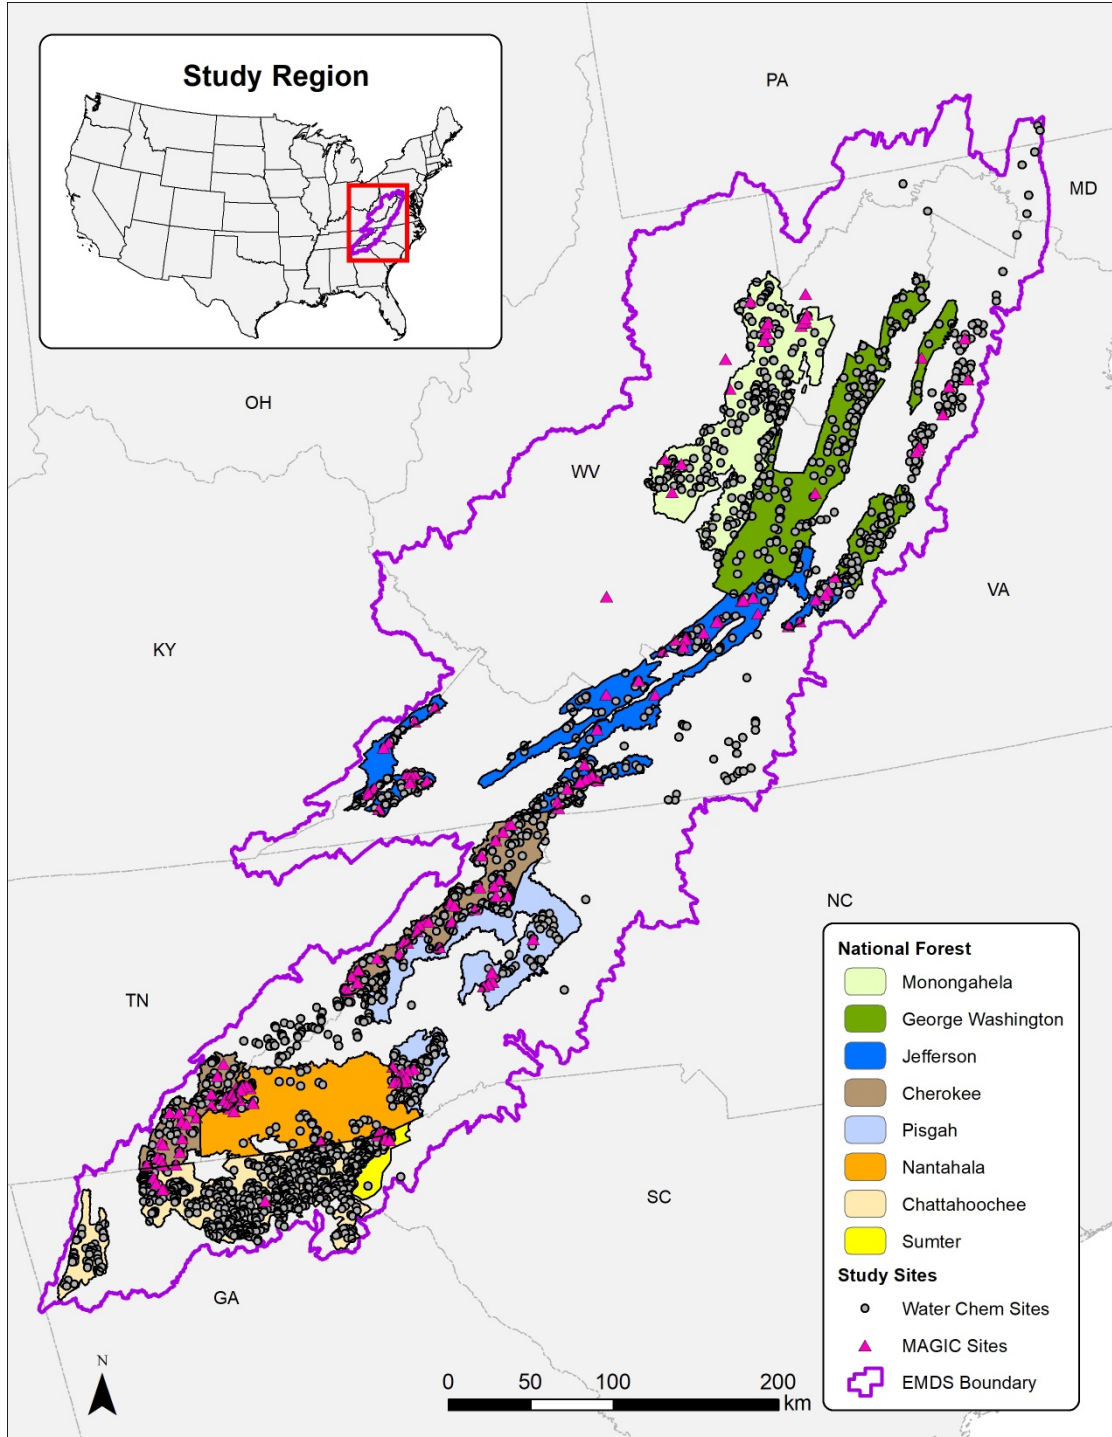 Study Region
PA
MD
OH
WV
VA
KY
NC
TN
SC
GA
National Forest
Monongahela
George Washington
Jefferson
Cherokee
Pisgah
Nantahala
Chattahoochee
Sumter
Study Sites
Water Chem Sites
MAGIC Sites
EMDS Boundary
N
0 50 100 200
km